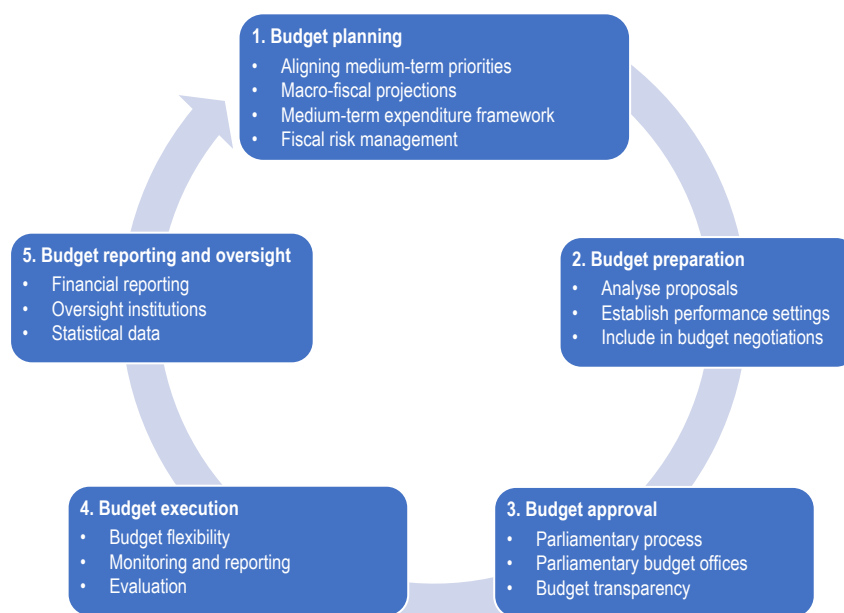 1. Budget planning
• Aligning medium-term priorities
• Macro-fiscal projections
• Medium-term expenditure framework
• Fiscal risk management
2. Budget preparation
• Analyse proposals
• Establish performance settings
• Include in budget negotiations
3. Budget approval
• Parliamentary process
• Parliamentary budget offices
• Budget transparency
4. Budget execution
• Budget flexibility
• Monitoring and reporting
• Evaluation
5. Budget reporting and oversight
• Financial reporting
• Oversight institutions
• Statistical data